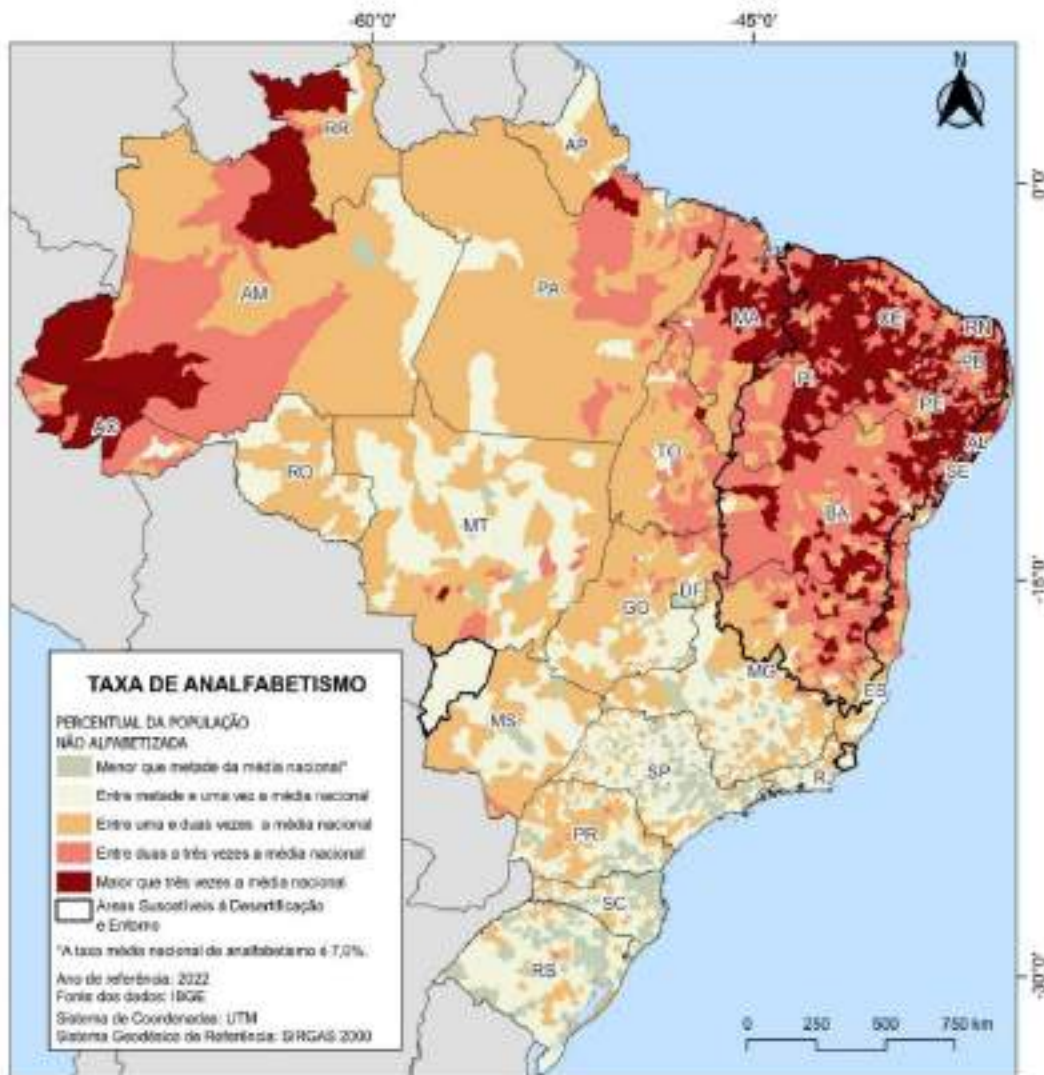 -60°0' -45°0'
N
RR
AP
0°0'
AM
PA
MA
CE
RN
PB
PI
PE
AC
AL
SE
TO
RO
BA
MT
-15°0'
DF
GO
MG
ES
MS
SP
RJ
PR
SC
RS
-30°0'
TAXA DE ANALFABETISMO
PERCENTUAL DA POPULAÇÃO
NÃO ALFABETIZADA
Menor que metade da média nacional*
Entre metade e uma vez a média nacional
Entre uma e duas vezes a média nacional
Entre duas a três vezes a média nacional
Maior que três vezes a média nacional
Áreas Suscetíveis à Desertificação
e Entorno
*A taxa média nacional de analfabetismo é 7,0%.
Ano de referência: 2022
Fonte dos dados: IBGE
Sistema de Coordenadas: UTM
Sistema Geodésico de Referência: SIRGAS 2000
0 250 500 750 km